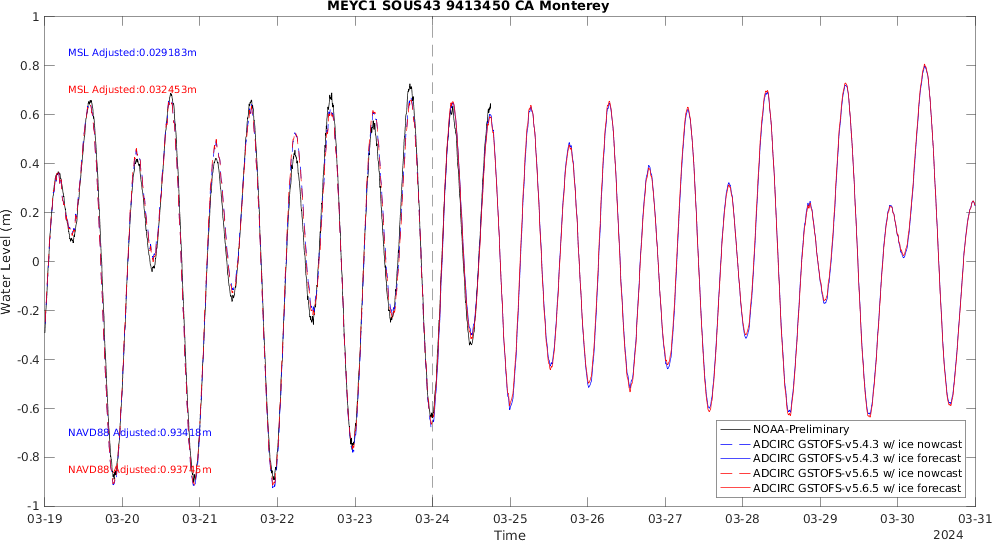 MEYC1 SOUS43 9413450 CA Monterey
1
0.8
0.6
0.4
0.2
0
-0.2
-0.4
-0.6
-0.8
-1
Water Level (m)
MSL Adjusted:0.029183m
MSL Adjusted:0.032453m
NAVD88 Adjusted:0.93418m
NAVD88 Adjusted:0.93745m
NOAA-Preliminary
ADCIRC GSTOFS-v5.4.3 w/ ice nowcast
ADCIRC GSTOFS-v5.4.3 w/ ice forecast
ADCIRC GSTOFS-v5.6.5 w/ ice nowcast
ADCIRC GSTOFS-v5.6.5 w/ ice forecast
03-19 03-20 03-21 03-22 03-23 03-24 03-25 03-26 03-27 03-28 03-29 03-30 03-31
Time
2024